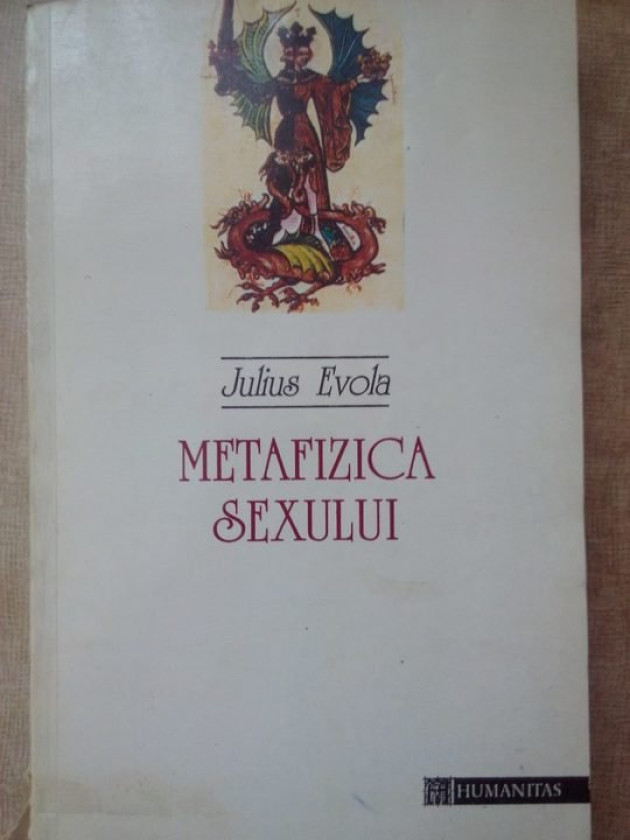 Julius Evola
METAFIZICA
SEXULUI
HUMANITAS